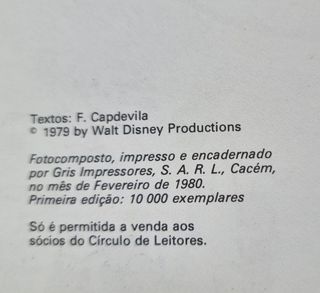 Textos: F. Capdevila
© 1979 by Walt Disney Productions
Fotocomposto, impresso e encadernado
por Gris Impressores, S. A. R. L., Cacém,
no mês de Fevereiro de 1980.
Primeira edição: 10 000 exemplares
Só é permitida a venda aos
sócios do Círculo de Leitores.